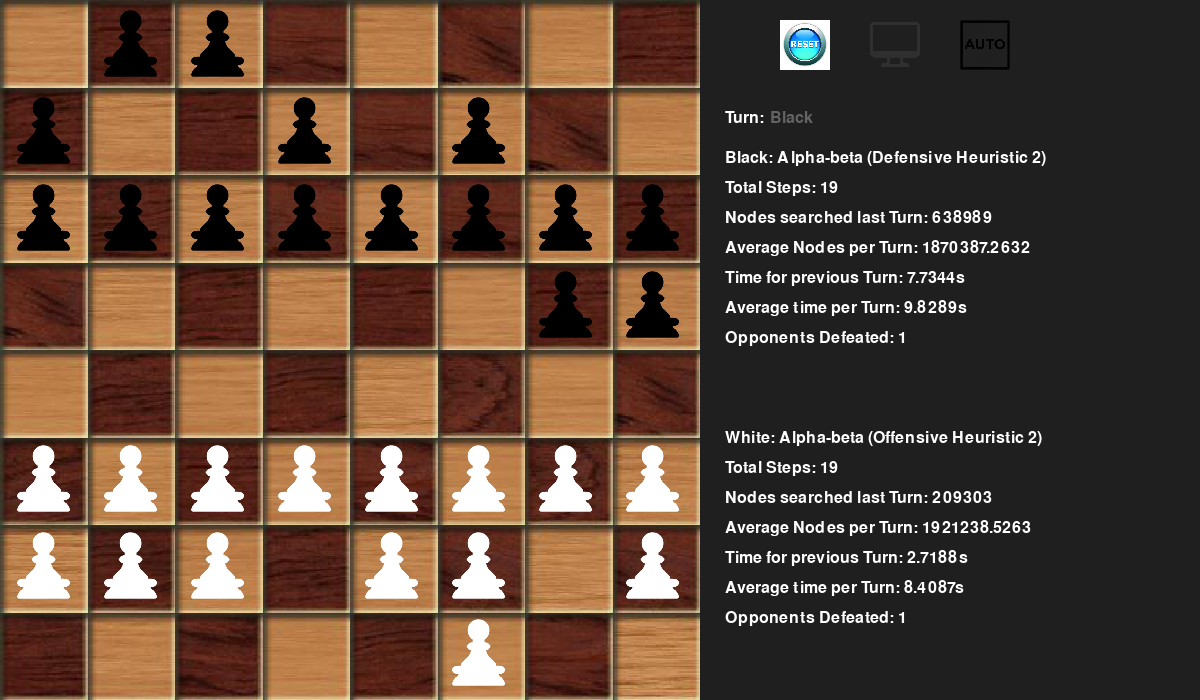 RESET
AUTO
Turn: Black
Black: Alpha-beta (Defensive Heuristic 2)
Total Steps: 19
Nodes searched last Turn: 638989
Average Nodes per Turn: 1870387.2632
Time for previous Turn: 7.7344s
Average time per Turn: 9.8289s
Opponents Defeated: 1
White: Alpha-beta (Offensive Heuristic 2)
Total Steps: 19
Nodes searched last Turn: 209303
Average Nodes per Turn: 1921238.5263
Time for previous Turn: 2.7188s
Average time per Turn: 8.4087s
Opponents Defeated: 1